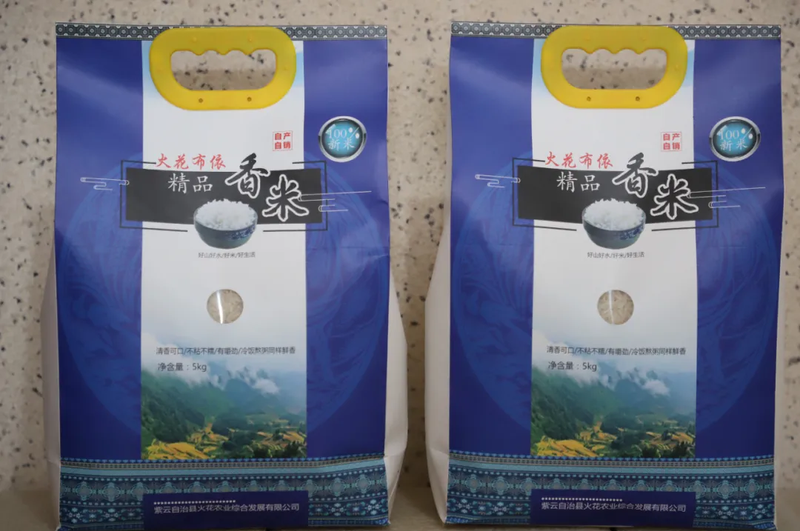 自产
自销
100%
新米
火花布依
精品 香米
好山好水/好米/好生活
清香可口/不粘不糯/有嚼劲/冷饭熬粥同样鲜香
净含量:5kg
紫云自治县火花农业综合发展有限公司
自产
自销
100%
新米
火花布依
精品 香米
好山好水/好米/好生活
清香可口/不粘不糯/有嚼劲/冷饭熬粥同样鲜香
净含量:5kg
紫云自治县火花农业综合发展有限公司